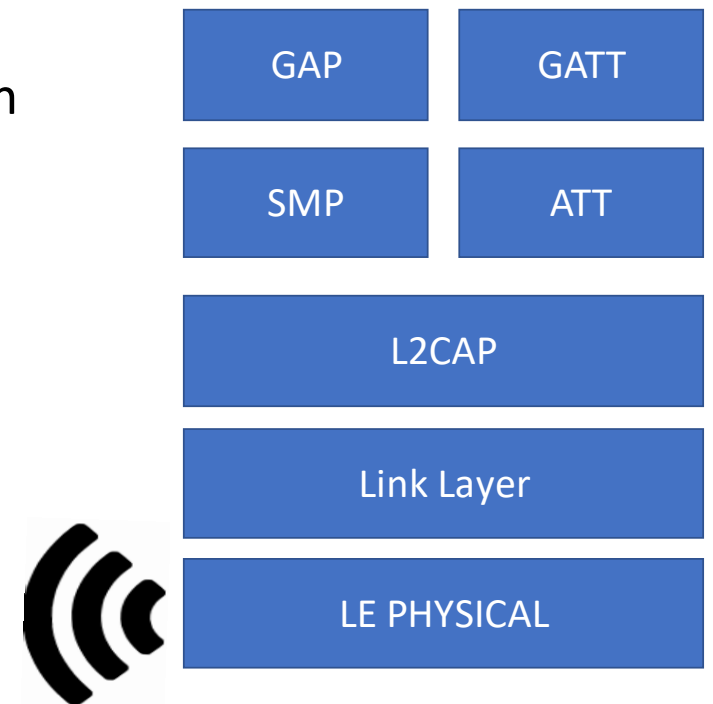 GAP GATT
n
SMP ATT
L2CAP
Link Layer
LE PHYSICAL